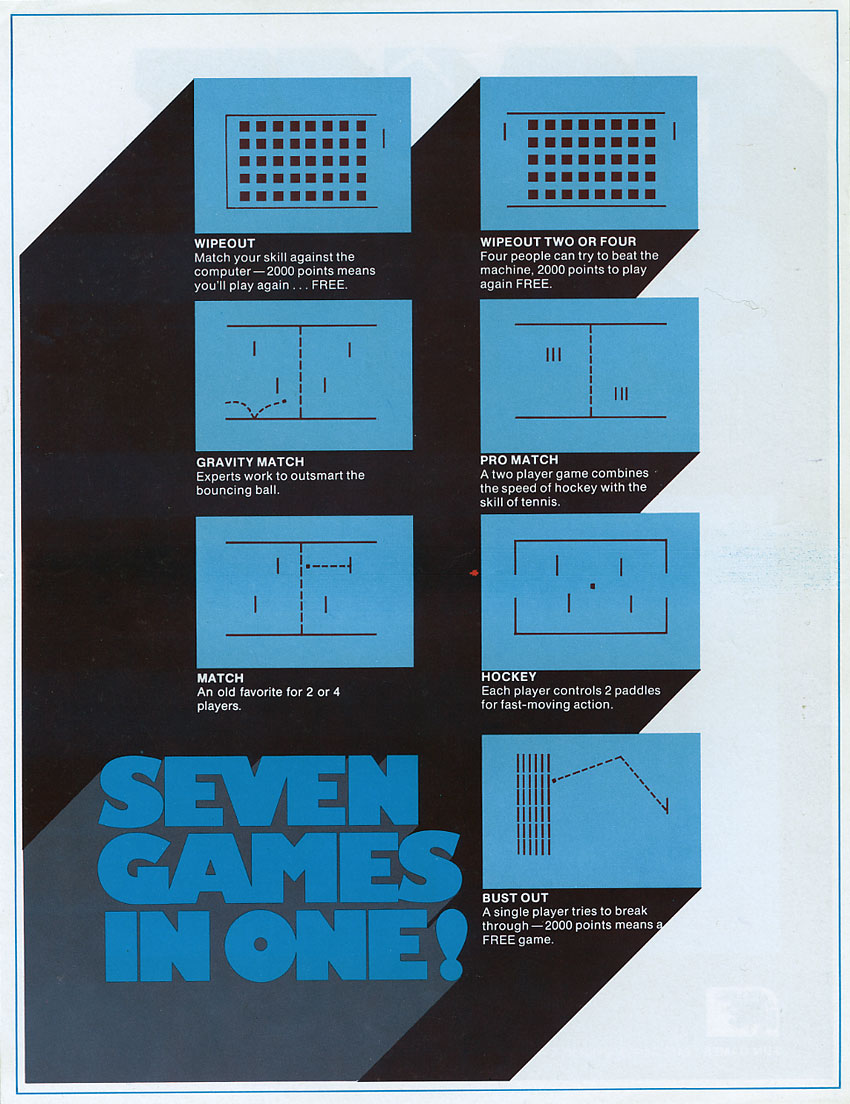 WIPEOUT
Match your skill against the
computer — 2000 points means
you'll play again . . . FREE.
WIPEOUT TWO OR FOUR
Four people can try to beat the
machine, 2000 points to play
again FREE.
GRAVITY MATCH
Experts work to outsmart the
bouncing ball.
PRO MATCH
A two player game combines
the speed of hockey with the
skill of tennis.
MATCH
An old favorite for 2 or 4
players.
HOCKEY
Each player controls 2 paddles
for fast-moving action.
BUST OUT
A single player tries to break
through — 2000 points means a
FREE game.
SEVEN
GAMES
IN ONE!